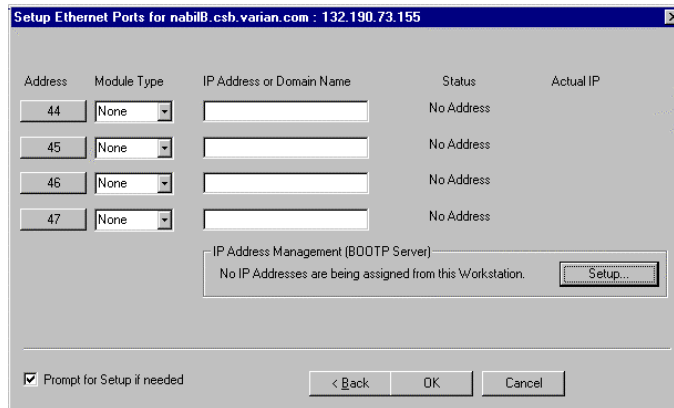 Setup Ethernet Ports for nabilB.csb.varian.com : 132.190.73.155
Address Module Type IP Address or Domain Name Status Actual IP
44 None No Address
45 None No Address
46 None No Address
47 None No Address
IP Address Management (BOOTP Server)
No IP Addresses are being assigned from this Workstation. Setup...
Prompt for Setup if needed < Back OK Cancel